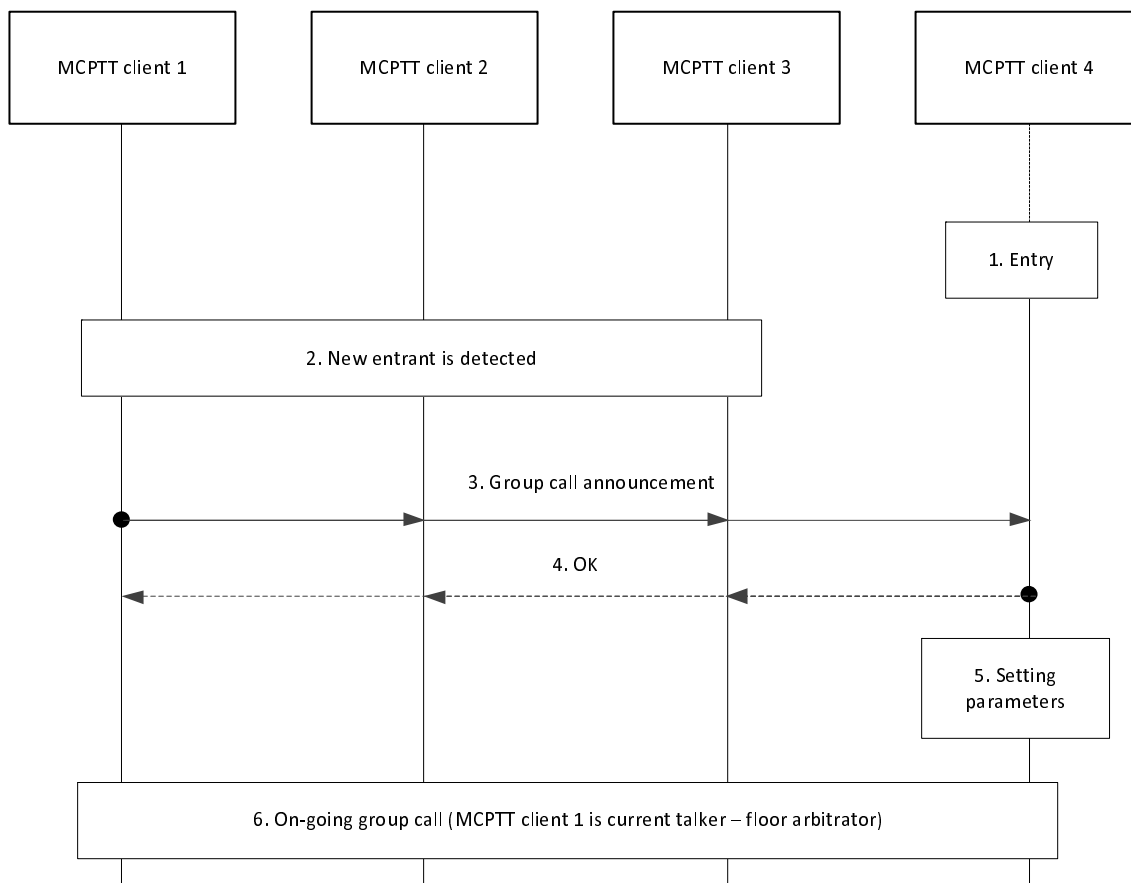 MCPTT client 1
MCPTT client 2
MCPTT client 3
MCPTT client 4
1. Entry
2. New entrant is detected
3. Group call announcement
4. OK
5. Setting
parameters
6. On-going group call (MCPTT client 1 is current talker – floor arbitrator)